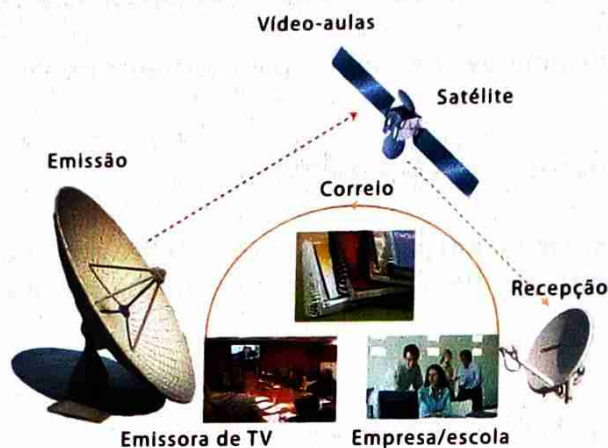 Vídeo-aulas
Satélite
Emissão
Correio
Recepção
Emissora de TV
Empresa/escola